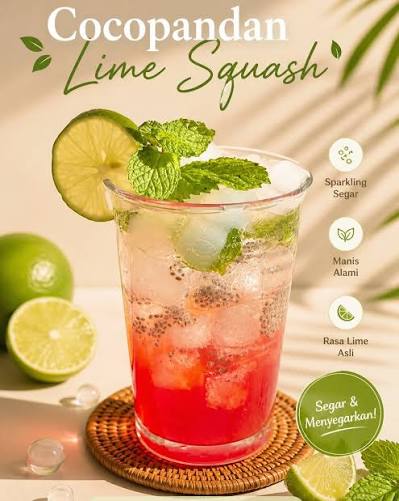 Cocopandan
Lime Squash
Sparkling
Segar
Manis
Alami
Rasa Lime
Asli
Segar &
Menyegarkan!